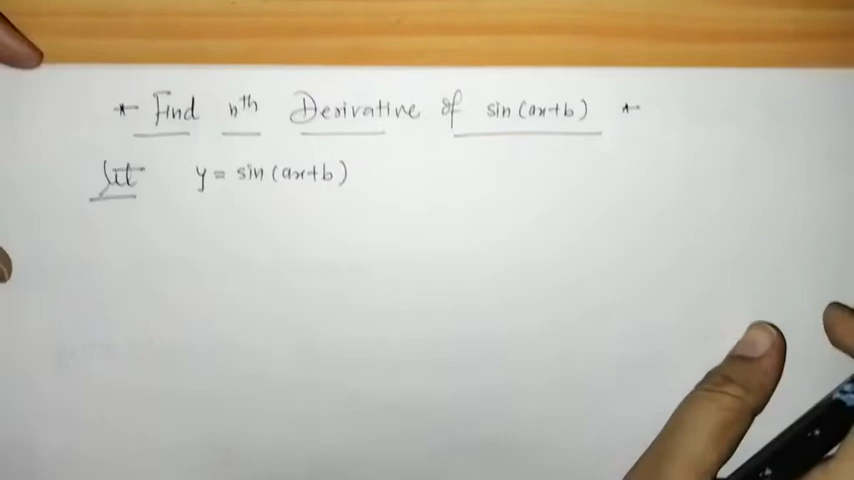 * Find nth Derivative of sin(ax+b) *
Let y = sin(ax+b)